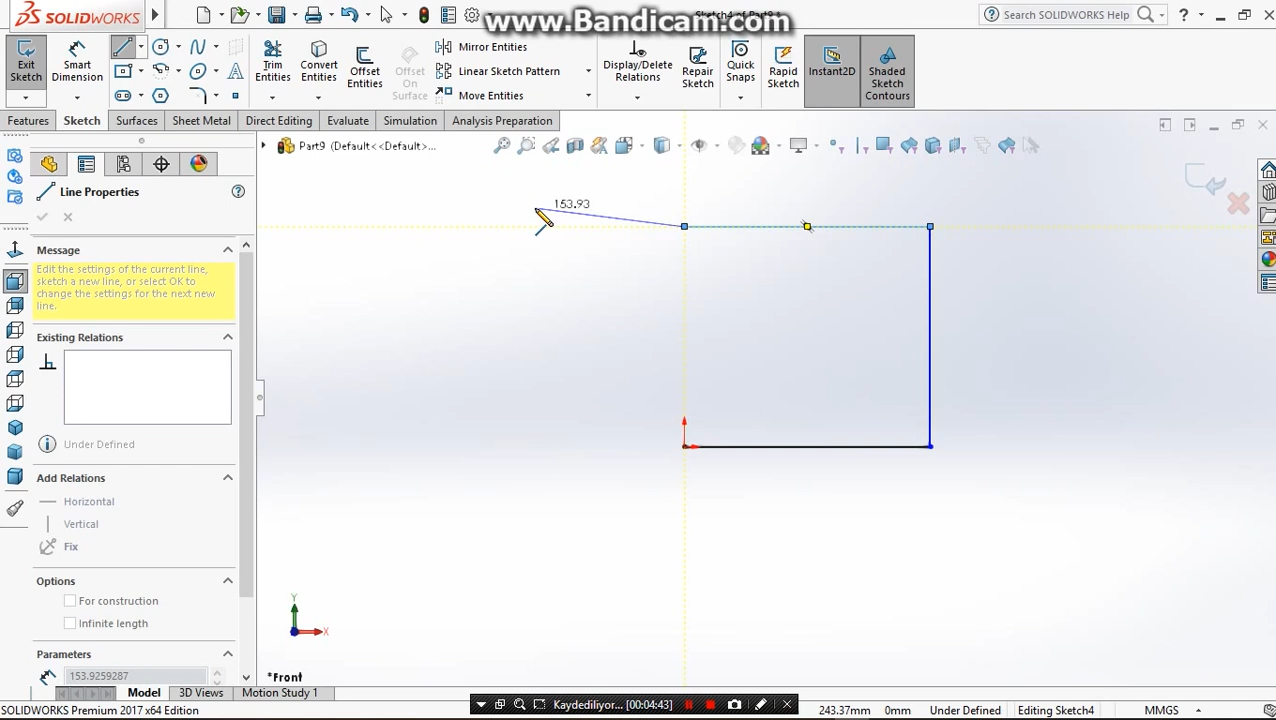 SOLIDWORKS
www.Bandicam.com
Search SOLIDWORKS Help
?
Exit Sketch
Smart Dimension
Trim Entities
Convert Entities
Offset Entities
Offset On Surface
Mirror Entities
Linear Sketch Pattern
Move Entities
Display/Delete Relations
Repair Sketch
Quick Snaps
Rapid Sketch
Instant2D
Shaded Sketch Contours
Features
Sketch
Surfaces
Sheet Metal
Direct Editing
Evaluate
Simulation
Analysis Preparation
Part9 (Default<<Default>...
Line Properties
Message
Edit the settings of the current line,
sketch a new line, or select OK to
change the settings for the next new
line.
Existing Relations
Under Defined
Add Relations
Horizontal
Vertical
Fix
Options
For construction
Infinite length
Parameters
153.9259287
153.93
Y
X
*Front
Model
3D Views
Motion Study 1
SOLIDWORKS Premium 2017 x64 Edition
Kaydediliyor... [00:04:43]
243.37mm
0mm
Under Defined
Editing Sketch4
MMGS